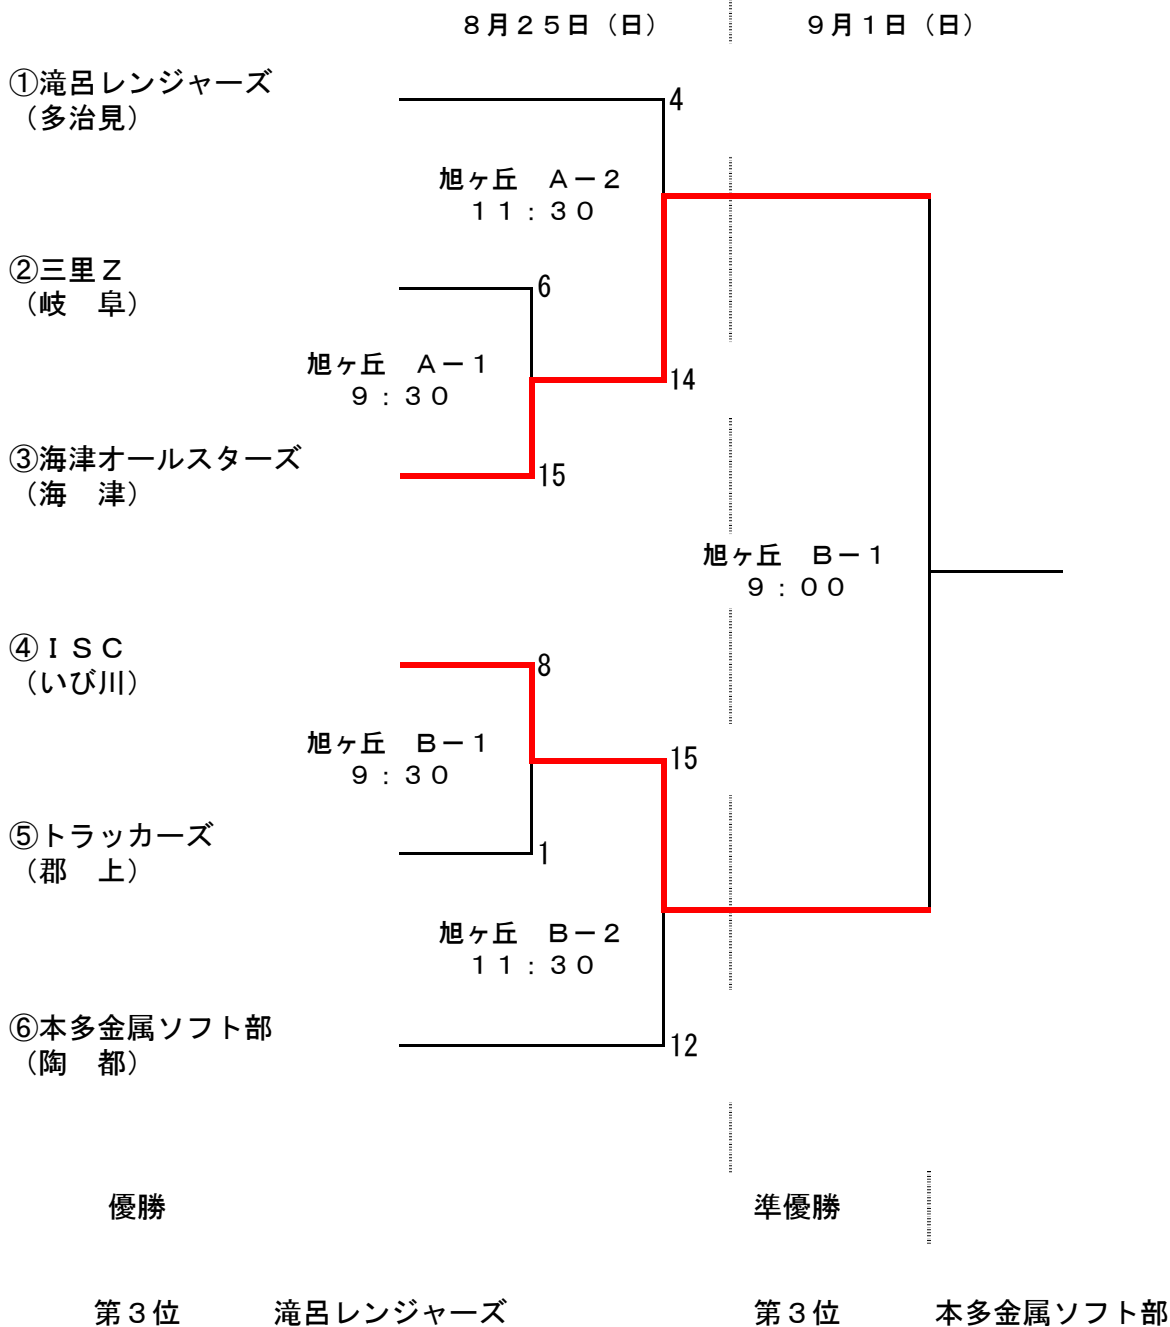 ８月２５日（日）
９月１日（日）
①滝呂レンジャーズ
（多治見）
4
旭ヶ丘　Ａ－２
１１：３０
②三里Ｚ
（岐　阜）
6
旭ヶ丘　Ａ－１
９：３０
14
③海津オールスターズ
（海　津）
15
旭ヶ丘　Ｂ－１
９：００
④ＩＳＣ
（いび川）
8
旭ヶ丘　Ｂ－１
９：３０
15
⑤トラッカーズ
（郡　上）
1
旭ヶ丘　Ｂ－２
１１：３０
⑥本多金属ソフト部
（陶　都）
12
優勝
準優勝
第３位　滝呂レンジャーズ
第３位　本多金属ソフト部